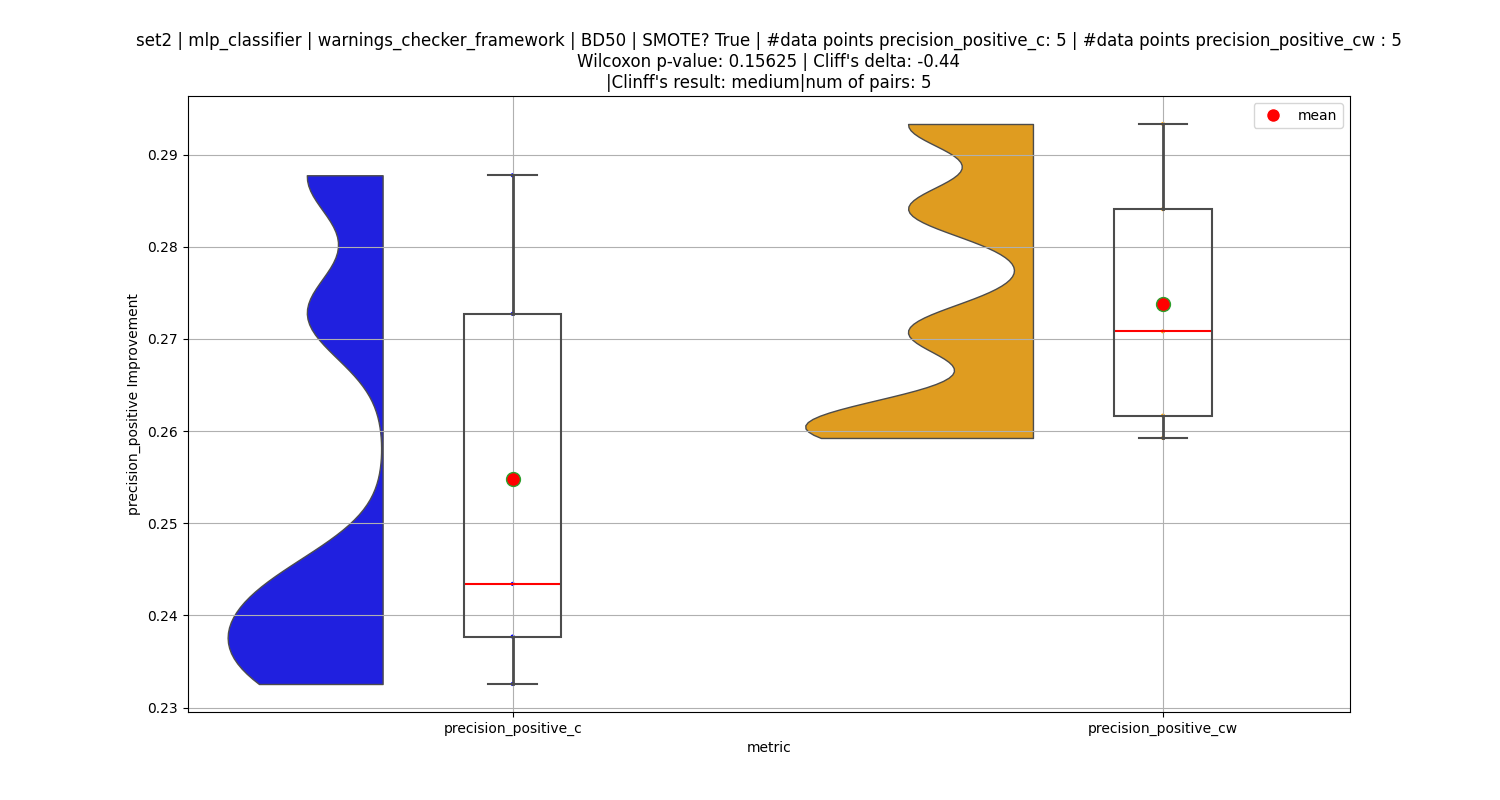 set2 | mlp_classifier | warnings_checker_framework | BD50 | SMOTE? True | #data points precision_positive_c: 5 | #data points precision_positive_cw : 5
Wilcoxon p-value: 0.15625 | Cliff's delta: -0.44
|Clinff's result: medium|num of pairs: 5
mean
0.29
0.28
0.27
0.26
0.25
0.24
0.23
precision_positive Improvement
precision_positive_c
precision_positive_cw
metric